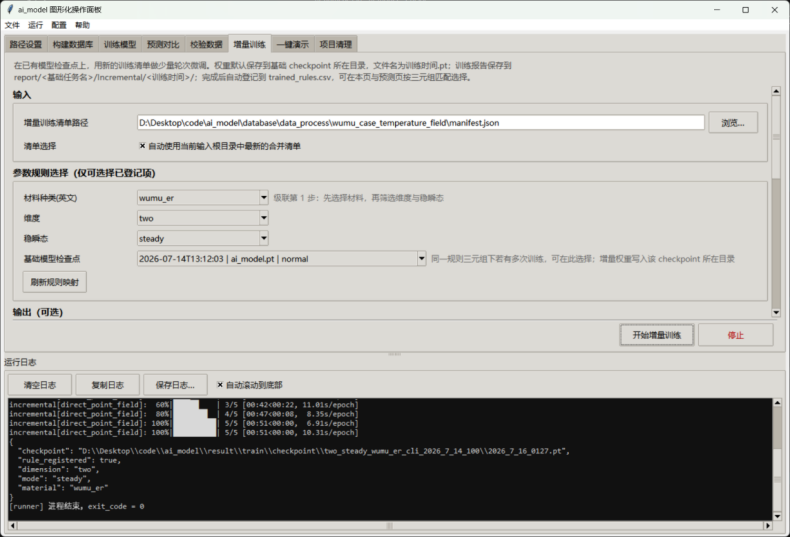 ai_model 图形化操作面板
文件 运行 配置 帮助
路径设置 构建数据库 训练模型 预测对比 校验数据 增量训练 一键演示 项目清理
在已有模型检查点上，用新的训练清单做少量轮次微调。权重默认保存到基础 checkpoint 所在目录，文件名为训练时间.pt；训练报告保存到
report/<基础任务名>/Incremental/<训练时间>/；完成后自动登记到 trained_rules.csv，可在本页与预测页按三元组匹配选择。
输入
增量训练清单路径 D:\Desktop\code\ai_model\database\data_process\wumu_case_temperature_field\manifest.json 浏览...
清单选择 自动使用当前输入根目录中最新的合并清单
参数规则选择（仅可选择已登记项）
材料种类(英文) wumu_er 级联第 1 步：先选择材料，再筛选维度与稳瞬态
维度 two
稳瞬态 steady
基础模型检查点 2026-07-14T13:12:03 | ai_model.pt | normal 同一规则三元组下若有多次训练，可在此选择；增量权重写入该 checkpoint 所在目录
刷新规则映射
输出（可选）
开始增量训练 停止
运行日志
清空日志 复制日志 保存日志... 自动滚动到底部
incremental[direct_point_field]:  60%| | 3/5 [00:42<00:22, 11.01s/epoch]
incremental[direct_point_field]:  80%| | 4/5 [00:47<00:08,  8.35s/epoch]
incremental[direct_point_field]: 100%| | 5/5 [00:51<00:00,  6.91s/epoch]
incremental[direct_point_field]: 100%| | 5/5 [00:51<00:00, 10.31s/epoch]
{
  "checkpoint": "D:\\Desktop\\code\\ai_model\\result\\train\\checkpoint\\two_steady_wumu_er_cli_2026_7_14_100\\2026_7_16_0127.pt",
  "rule_registered": true,
  "dimension": "two",
  "mode": "steady",
  "material": "wumu_er"
}
[runner] 进程结束，exit_code = 0